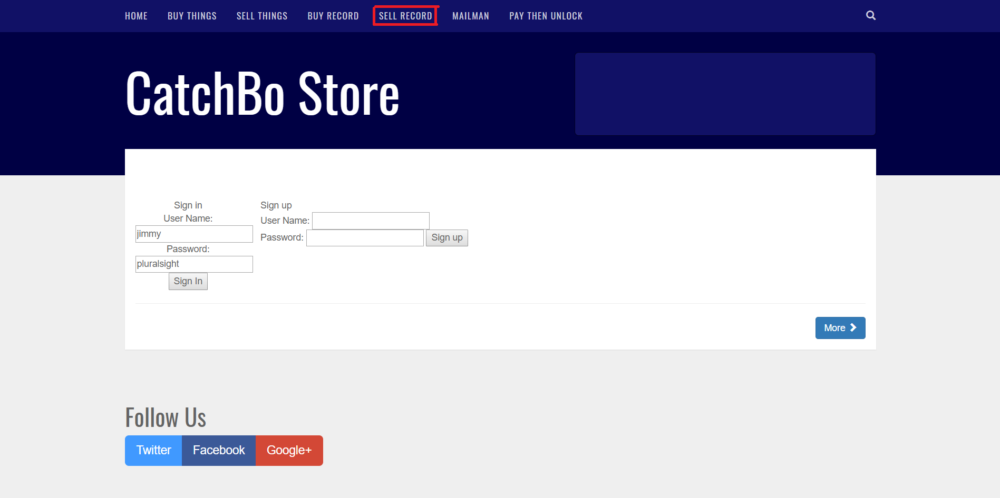 HOME BUY THINGS SELL THINGS BUY RECORD SELL RECORD MAILMAN PAY THEN UNLOCK
CatchBo Store
Sign in
User Name:
jimmy
Password:
pluralsight
Sign In
Sign up
User Name:
Password: Sign up
More
Follow Us
Twitter Facebook Google+